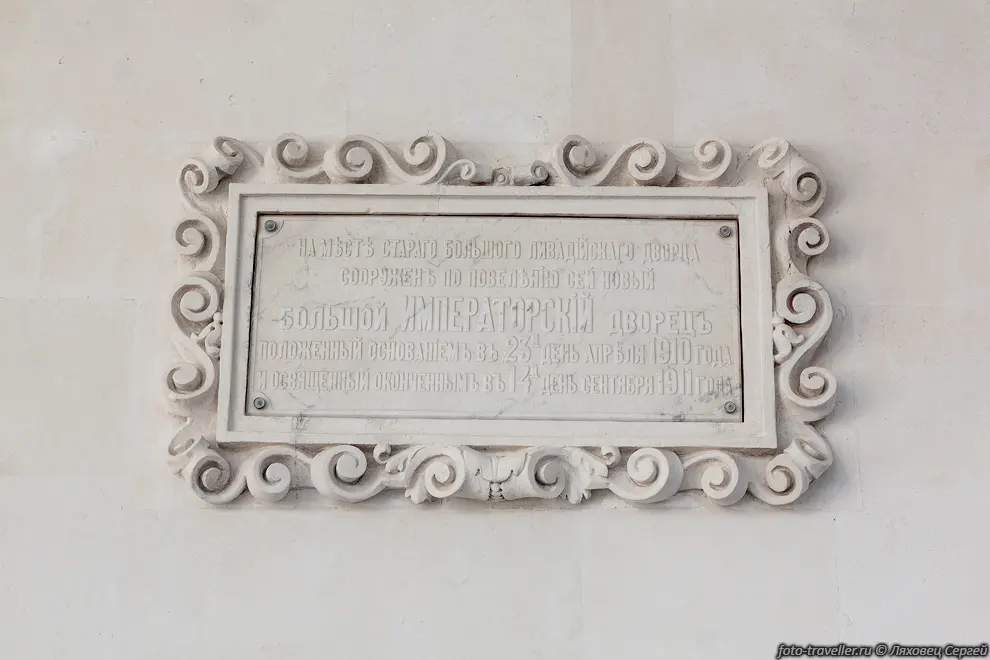 НА МѢСТѢ СТАРАГО БОЛЬШОГО ЛИВАДІЙСКАГО ДВОРЦА
СООРУЖЕНЪ ПО ПОВЕЛѢНІЮ СЕЙ НОВЫЙ
БОЛЬШОЙ ИМПЕРАТОРСКІЙ ДВОРЕЦЪ
ПОЛОЖЕННЫЙ ОСНОВАНІЕМЪ ВЪ 23Й ДЕНЬ АПРѢЛЯ 1910 ГОДА
И ОСВЯЩЕННЫЙ ОКОНЧЕННЫМЪ ВЪ 14Й ДЕНЬ СЕНТЯБРЯ 1911 ГОДА
foto-traveller.ru © Ляховец Сергей